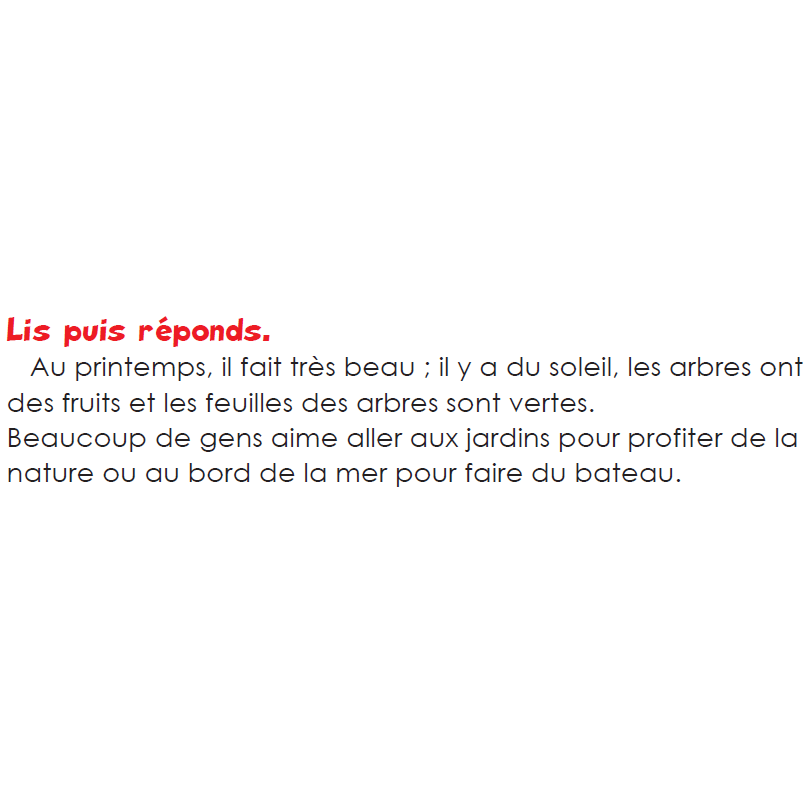 Lis puis réponds.
Au printemps, il fait très beau ; il y a du soleil, les arbres ont
des fruits et les feuilles des arbres sont vertes.
Beaucoup de gens aime aller aux jardins pour profiter de la
nature ou au bord de la mer pour faire du bateau.